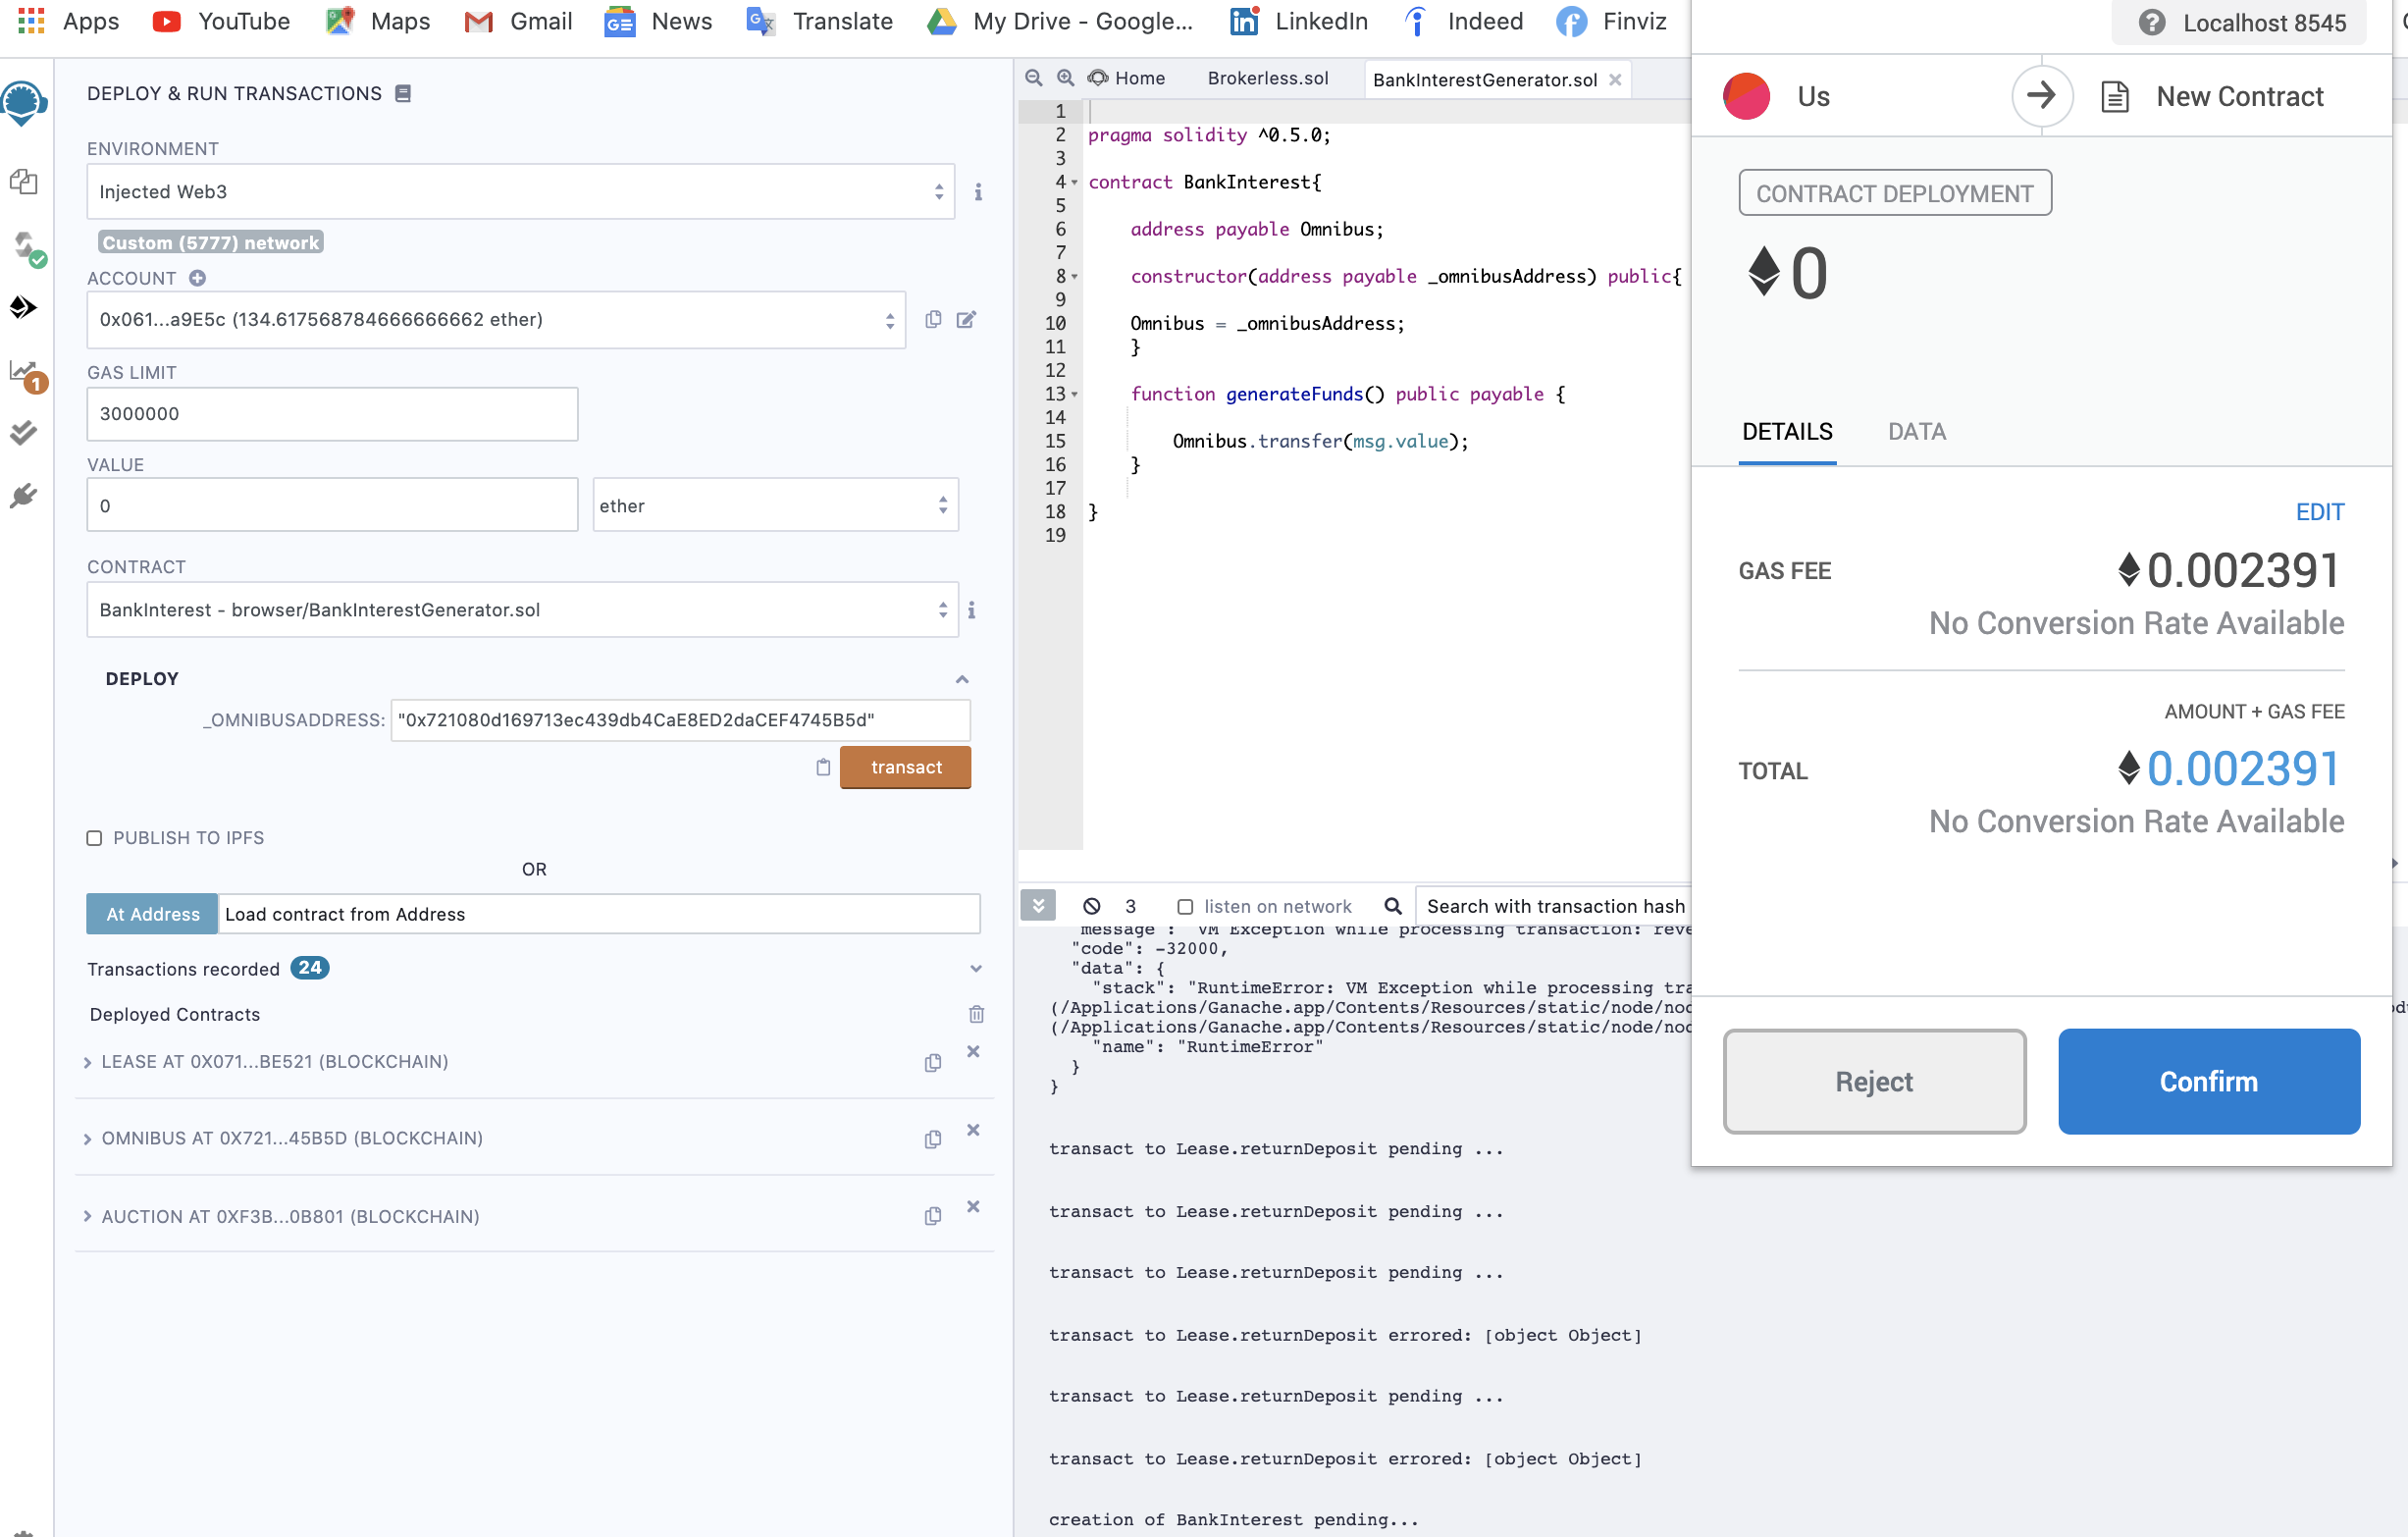 Apps YouTube Maps Gmail News Translate My Drive - Google... LinkedIn Indeed Finviz
DEPLOY & RUN TRANSACTIONS
ENVIRONMENT
Injected Web3
Custom (5777) network
ACCOUNT
0x061...a9E5c (134.617568784666666662 ether)
GAS LIMIT
3000000
VALUE
0 ether
CONTRACT
BankInterest - browser/BankInterestGenerator.sol
DEPLOY
_OMNIBUSADDRESS: "0x721080d169713ec439db4CaE8ED2daCEF4745B5d"
transact
PUBLISH TO IPFS
OR
At Address Load contract from Address
Transactions recorded 24
Deployed Contracts
LEASE AT 0X071...BE521 (BLOCKCHAIN)
OMNIBUS AT 0X721...45B5D (BLOCKCHAIN)
AUCTION AT 0XF3B...0B801 (BLOCKCHAIN)
1
Home Brokerless.sol BankInterestGenerator.sol
1
2 pragma solidity ^0.5.0;
3
4 contract BankInterest{
5
6 address payable Omnibus;
7
8 constructor(address payable _omnibusAddress) public{
9
10 Omnibus = _omnibusAddress;
11 }
12
13 function generateFunds() public payable {
14
15 Omnibus.transfer(msg.value);
16 }
17
18 }
19
3 listen on network Search with transaction hash
"message": "VM Exception while processing transaction: reve
"code": -32000,
"data": {
"stack": "RuntimeError: VM Exception while processing tra
(/Applications/Ganache.app/Contents/Resources/static/node/nod
(/Applications/Ganache.app/Contents/Resources/static/node/nod
"name": "RuntimeError"
}
}
transact to Lease.returnDeposit pending ...
transact to Lease.returnDeposit pending ...
transact to Lease.returnDeposit pending ...
transact to Lease.returnDeposit errored: [object Object]
transact to Lease.returnDeposit pending ...
transact to Lease.returnDeposit errored: [object Object]
creation of BankInterest pending...
Localhost 8545
Us New Contract
CONTRACT DEPLOYMENT
0
DETAILS DATA
EDIT
GAS FEE 0.002391
No Conversion Rate Available
AMOUNT + GAS FEE
TOTAL 0.002391
No Conversion Rate Available
Reject Confirm